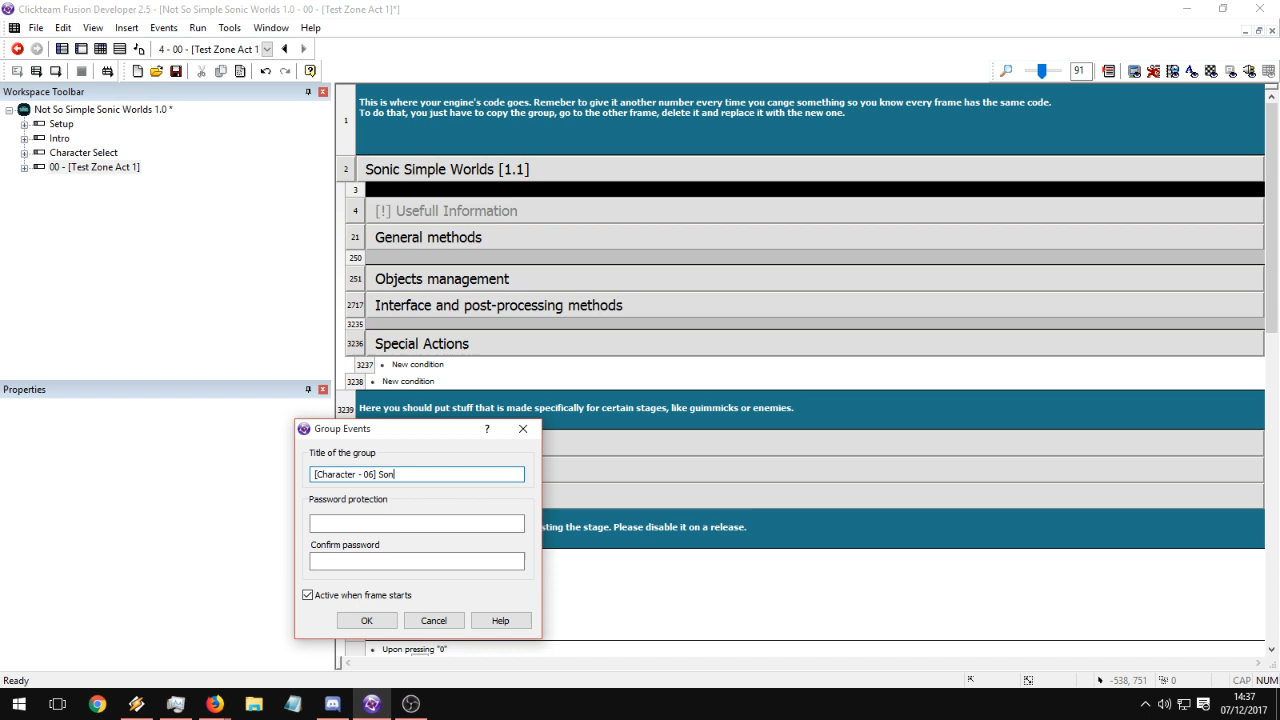 Clickteam Fusion Developer 2.5 - [Not So Simple Sonic Worlds 1.0 - 00 - [Test Zone Act 1]*]
File Edit View Insert Events Run Tools Window Help
4 - 00 - [Test Zone Act 1
91
Workspace Toolbar
Not So Simple Sonic Worlds 1.0 *
Setup
Intro
Character Select
00 - [Test Zone Act 1]
Properties
1
This is where your engine's code goes. Remeber to give it another number every time you cange something so you know every frame has the same code.
To do that, you just have to copy the group, go to the other frame, delete it and replace it with the new one.
2 Sonic Simple Worlds [1.1]
3
4 [!] Usefull Information
21 General methods
250
251 Objects management
2717 Interface and post-processing methods
3235
3236 Special Actions
3237 • New condition
3238 • New condition
3239 Here you should put stuff that is made specifically for certain stages, like guimmicks or enemies.
sting the stage. Please disable it on a release.
• Upon pressing "0"
Group Events
?
Title of the group
[Character - 06] Son
Password protection
Confirm password
Active when frame starts
OK Cancel Help
Ready
-538, 751
0
CAP NUM
14:37
07/12/2017